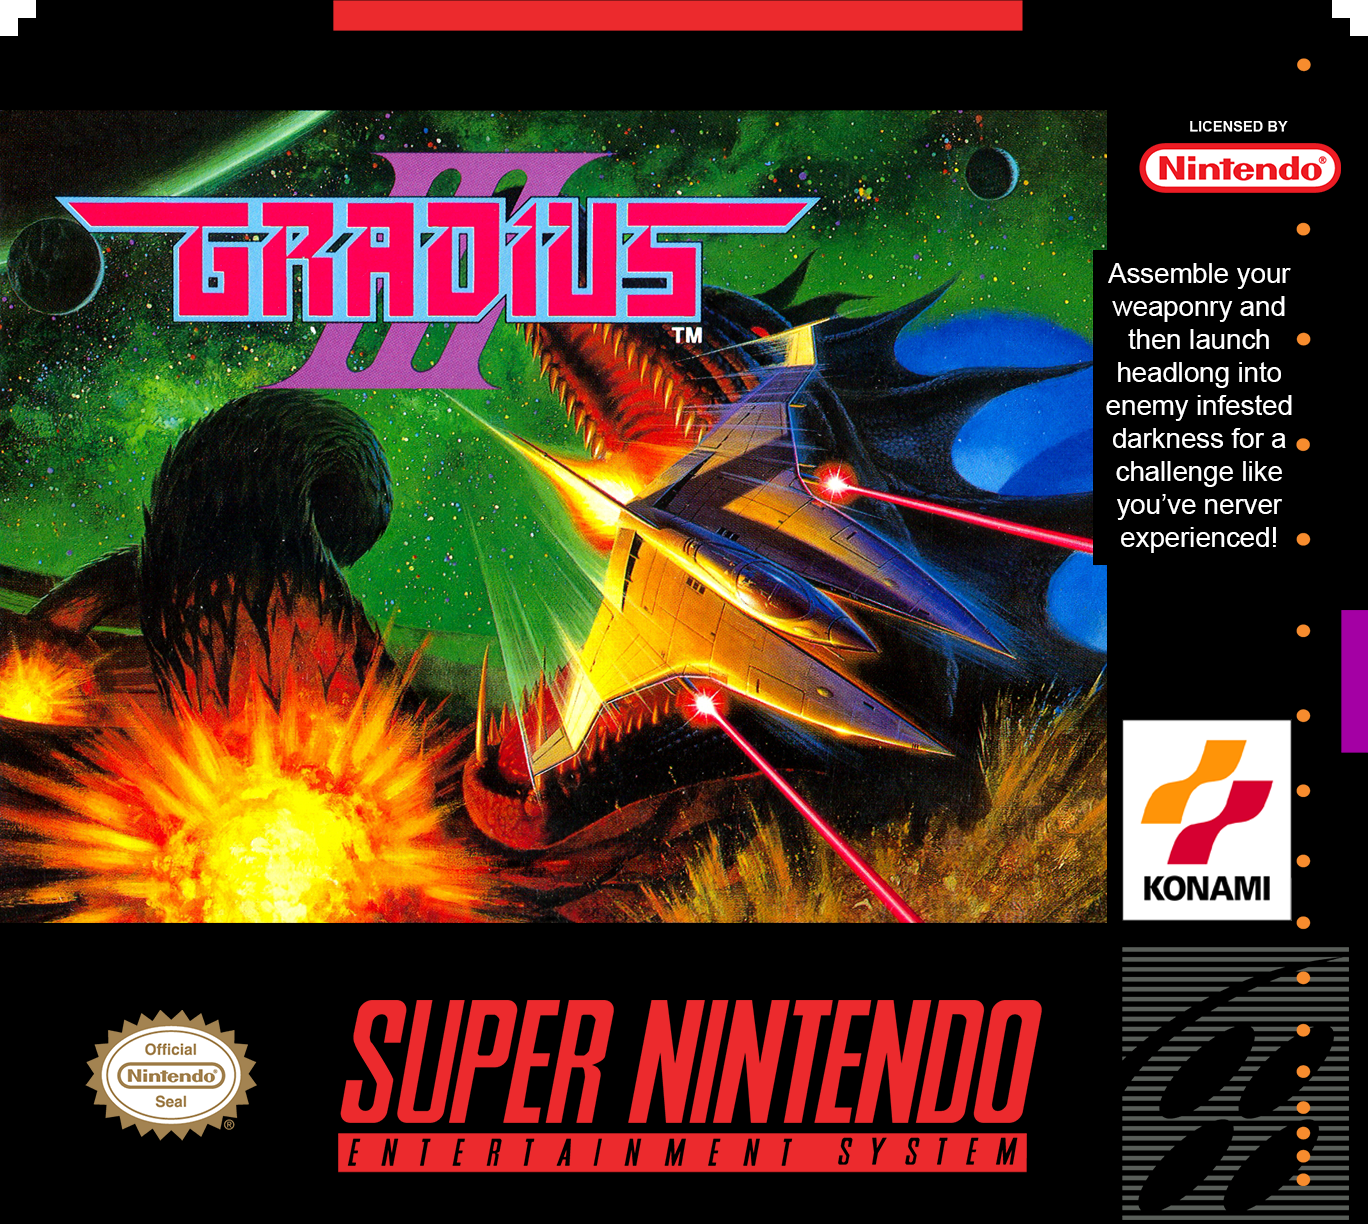 LICENSED BY
Nintendo®
III
GRADIUS
TM
Assemble your
weaponry and
then launch
headlong into
enemy infested
darkness for a
challenge like
you’ve nerver
experienced!
KONAMI
Official
Nintendo®
Seal
®
SUPER NINTENDO
ENTERTAINMENT SYSTEM